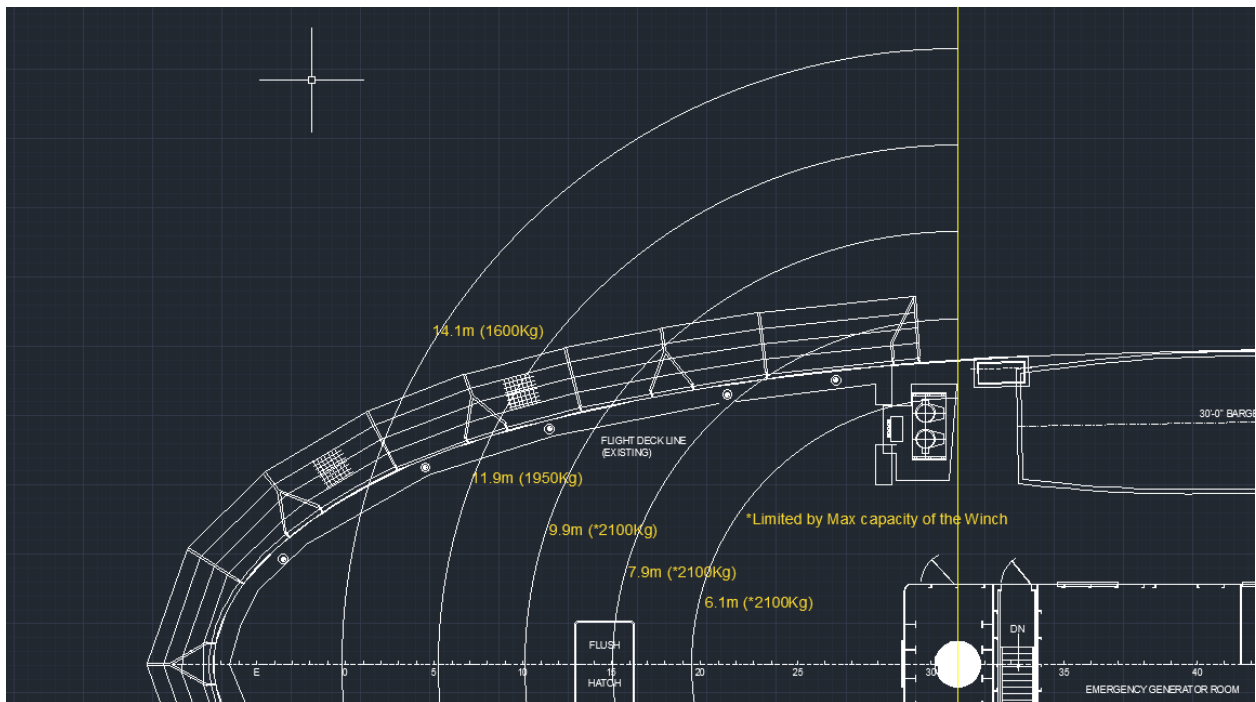 14.1m (1600Kg)
30'-0" BARGE
FLIGHT DECK LINE
(EXISTING)
11.9m (1950Kg)
*Limited by Max capacity of the Winch
9.9m (*2100Kg)
7.9m (*2100Kg)
6.1m (*2100Kg)
DN
FLUSH
HATCH
E 0 5 10 15 20 25 30 35 40
EMERGENCY GENERATOR ROOM